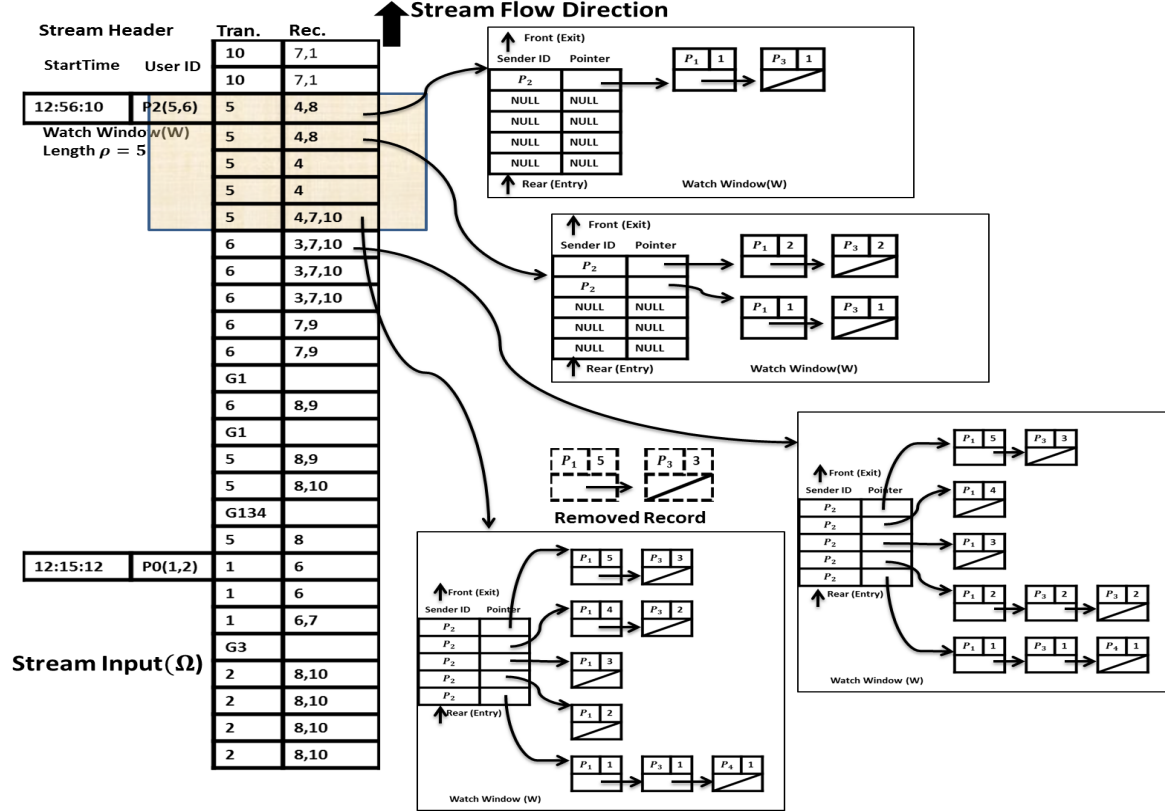 Stream Flow Direction
Stream Header
StartTime User ID
Tran. Rec.
10 7,1
10 7,1
12:56:10 P2(5,6) 5 4,8
Watch Window(W)
Length ρ = 5
5 4,8
5 4
5 4
5 4,7,10
6 3,7,10
6 3,7,10
6 3,7,10
6 7,9
6 7,9
G1
6 8,9
G1
5 8,9
5 8,10
G134
5 8
12:15:12 P0(1,2) 1 6
1 6
1 6,7
G3
Stream Input(Ω)
2 8,10
2 8,10
2 8,10
2 8,10
Front (Exit)
Sender ID Pointer
P₂
NULL NULL
NULL NULL
NULL NULL
NULL NULL
Rear (Entry)
P₁ 1 P₃ 1
Watch Window(W)
Front (Exit)
Sender ID Pointer
P₂
P₂
NULL NULL
NULL NULL
NULL NULL
Rear (Entry)
P₁ 2 P₃ 2
P₁ 1 P₃ 1
Watch Window(W)
P₁ 5 P₃ 3
Removed Record
Front (Exit)
Sender ID Pointer
P₂
P₂
P₂
P₂
P₂
Rear (Entry)
P₁ 5 P₃ 3
P₁ 4 P₃ 2
P₁ 3
P₁ 2
P₁ 1 P₃ 1 P₄ 1
Watch Window (W)
Front (Exit)
Sender ID Pointer
P₂
P₂
P₂
P₂
P₂
Rear (Entry)
P₁ 5 P₃ 3
P₁ 4
P₁ 3
P₁ 2 P₃ 2 P₃ 2
P₁ 1 P₃ 1 P₄ 1
Watch Window (W)